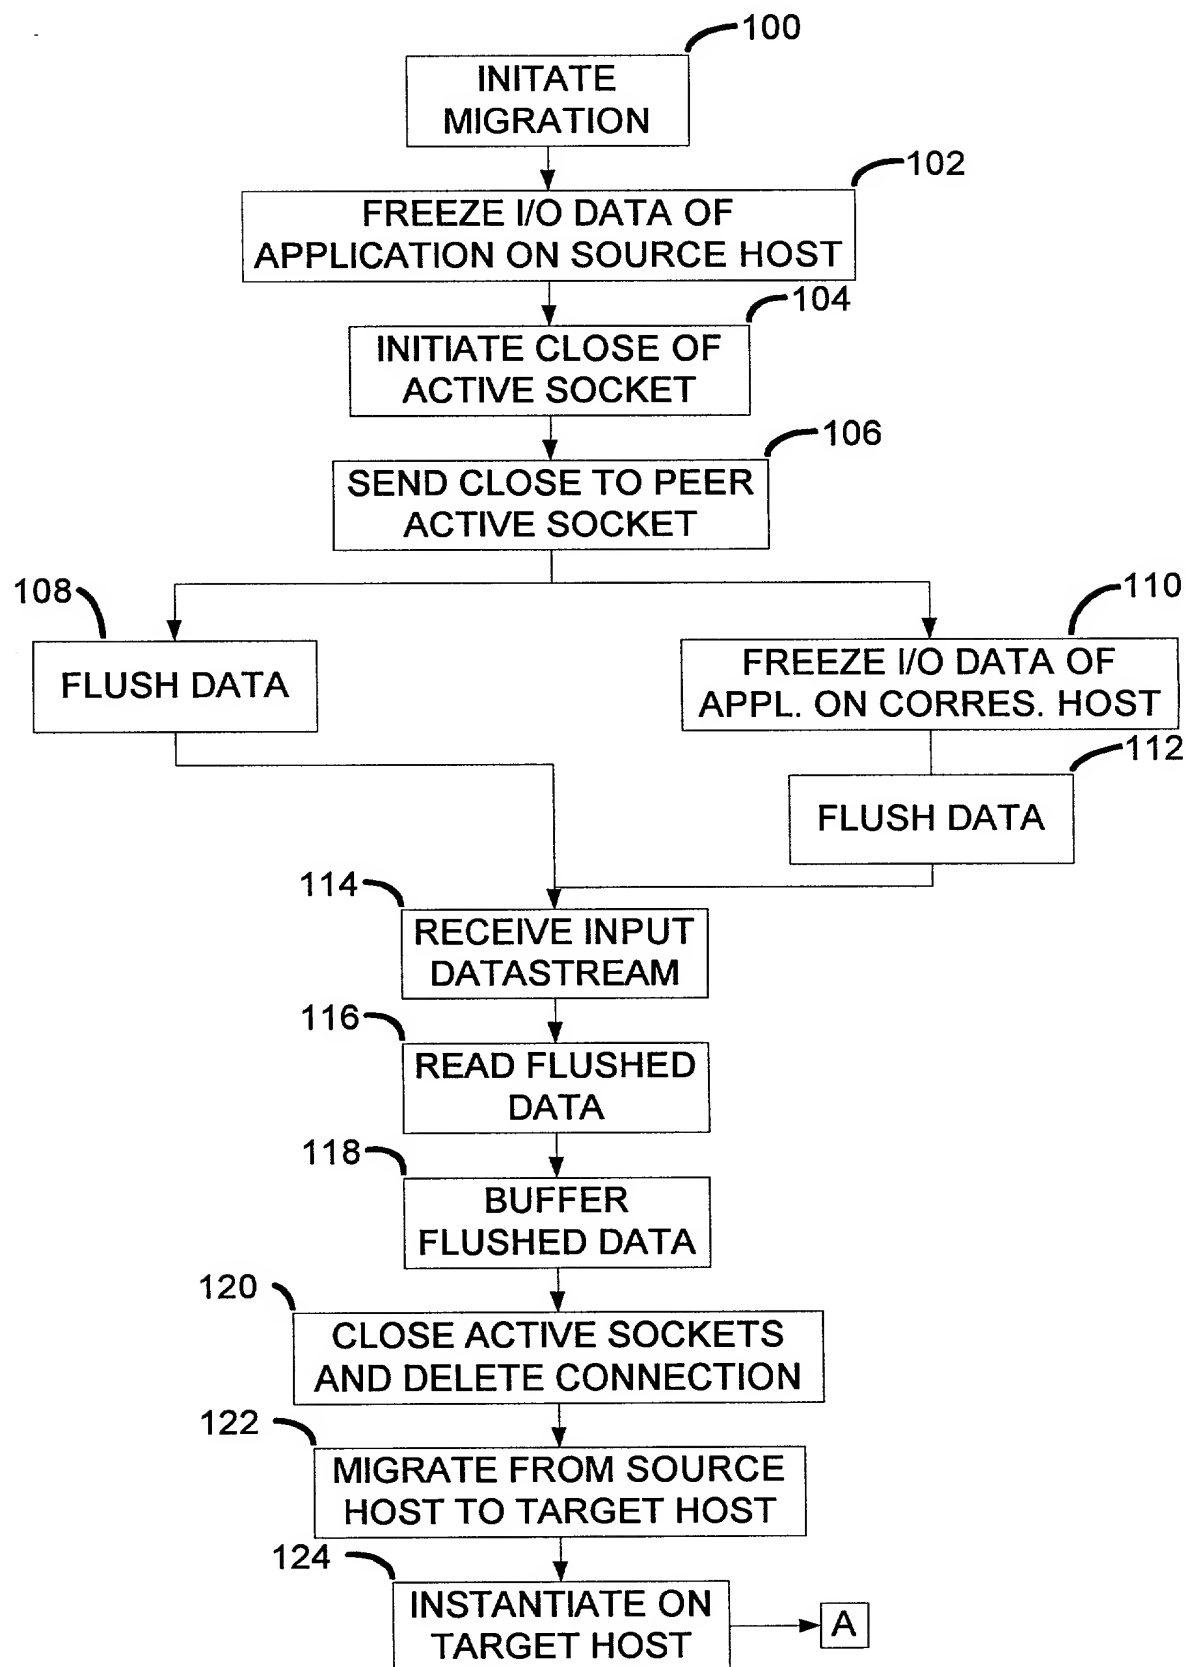 100
INITATE
MIGRATION
102
FREEZE I/O DATA OF
APPLICATION ON SOURCE HOST
104
INITIATE CLOSE OF
ACTIVE SOCKET
106
SEND CLOSE TO PEER
ACTIVE SOCKET
108
FLUSH DATA
110
FREEZE I/O DATA OF
APPL. ON CORRES. HOST
112
FLUSH DATA
114
RECEIVE INPUT
DATASTREAM
116
READ FLUSHED
DATA
118
BUFFER
FLUSHED DATA
120
CLOSE ACTIVE SOCKETS
AND DELETE CONNECTION
122
MIGRATE FROM SOURCE
HOST TO TARGET HOST
124
INSTANTIATE ON
TARGET HOST
A